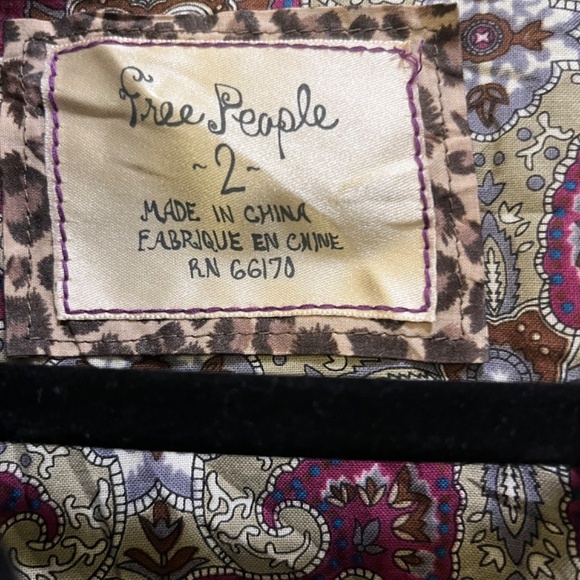 Free People
~2~
MADE IN CHINA
FABRIQUE EN CHINE
RN 66170